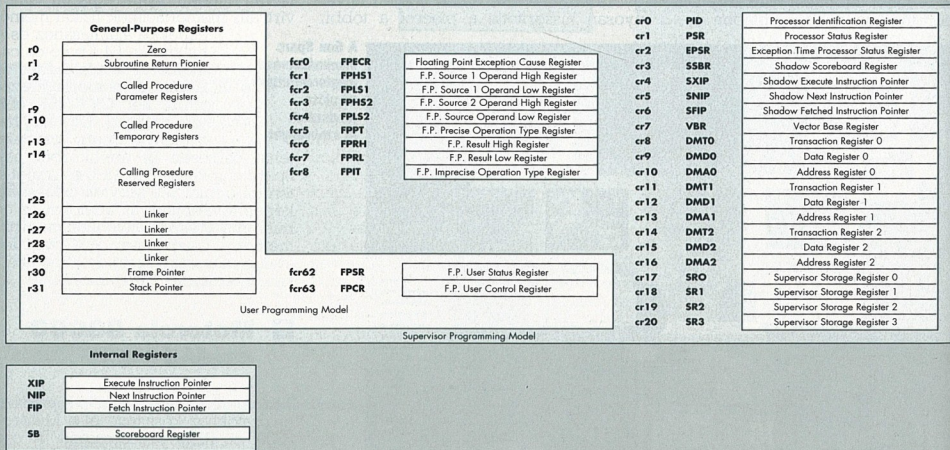 General-Purpose Registers
r0 Zero
r1 Subroutine Return Pionier
r2
Called Procedure
Parameter Registers
r9
r10
Called Procedure
Temporary Registers
r13
r14
Calling Prosedure
Reserved Registers
r25
r26 Linker
r27 Linker
r28 Linker
r29 Linker
r30 Frame Pointer
r31 Stack Pointer
fcr0 FPECR Floating Point Exception Cause Register
fcr1 FPHS1 F.P. Source 1 Operand High Register
fcr2 FPLS1 F.P. Source 1 Operand Low Register
fcr3 FPHS2 F.P. Source 2 Operand High Register
fcr4 FPLS2 F.P. Source Operand Low Register
fcr5 FPPT F.P. Precise Operation Type Register
fcr6 FPRH F.P. Result High Register
fcr7 FPRL F.P. Result Low Register
fcr8 FPIT F.P. Imprecise Operation Type Register
fcr62 FPSR F.P. User Status Register
fcr63 FPCR F.P. User Control Register
User Programming Model
cr0 PID Processor Identification Register
cr1 PSR Processor Status Register
cr2 EPSR Exception Time Processor Status Register
cr3 SSBR Shadow Scoreboard Register
cr4 SXIP Shadow Execute Instruction Pointer
cr5 SNIP Shadow Next Instruction Pointer
cr6 SFIP Shadow Fetched Instruction Pointer
cr7 VBR Vector Base Register
cr8 DMT0 Transaction Register 0
cr9 DMD0 Data Register 0
cr10 DMA0 Address Register 0
cr11 DMT1 Transaction Register 1
cr12 DMD1 Data Register 1
cr13 DMA1 Address Register 1
cr14 DMT2 Transaction Register 2
cr15 DMD2 Data Register 2
cr16 DMA2 Address Register 2
cr17 SRO Supervisor Storage Register 0
cr18 SR1 Supervisor Storage Register 1
cr19 SR2 Supervisor Storage Register 2
cr20 SR3 Supervisor Storage Register 3
Supervisor Programming Model
Internal Registers
XIP Execute Instruction Pointer
NIP Next Instruction Pointer
FIP Fetch Instruction Pointer
SB Scoreboard Register